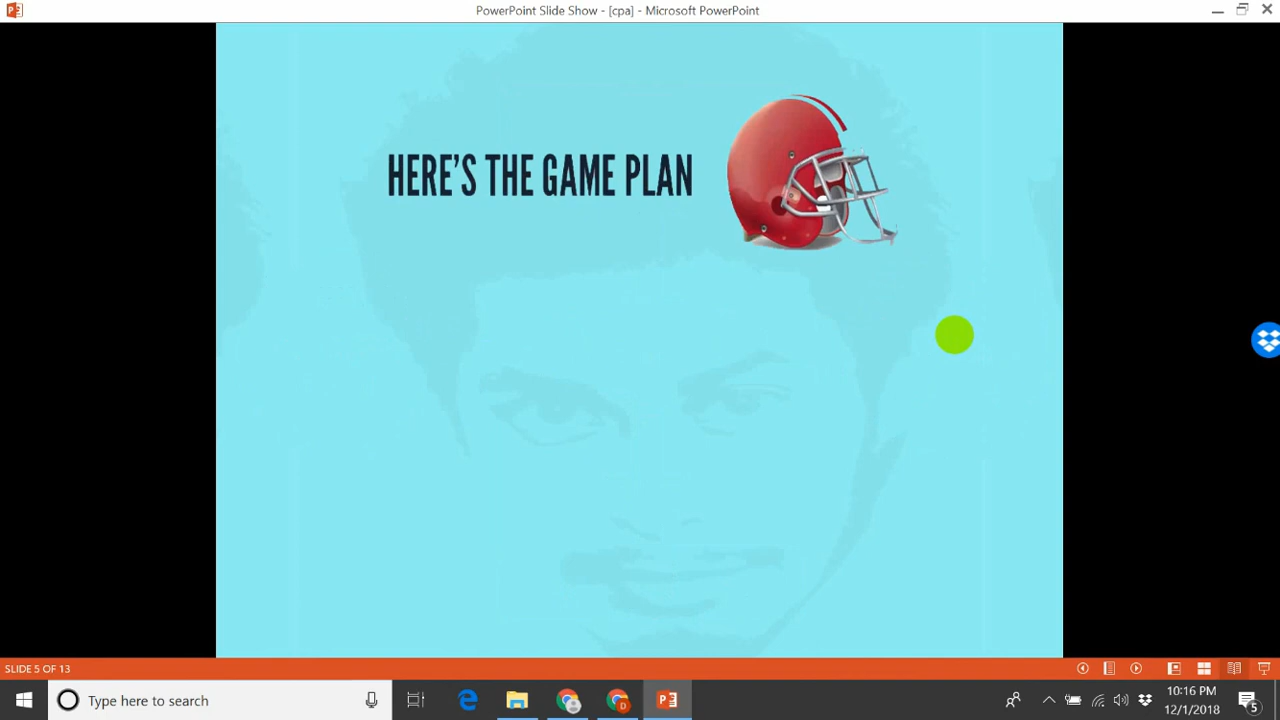 PowerPoint Slide Show - [cpa] - Microsoft PowerPoint
HERE'S THE GAME PLAN
SLIDE 5 OF 13
Type here to search
D
10:16 PM
12/1/2018
5